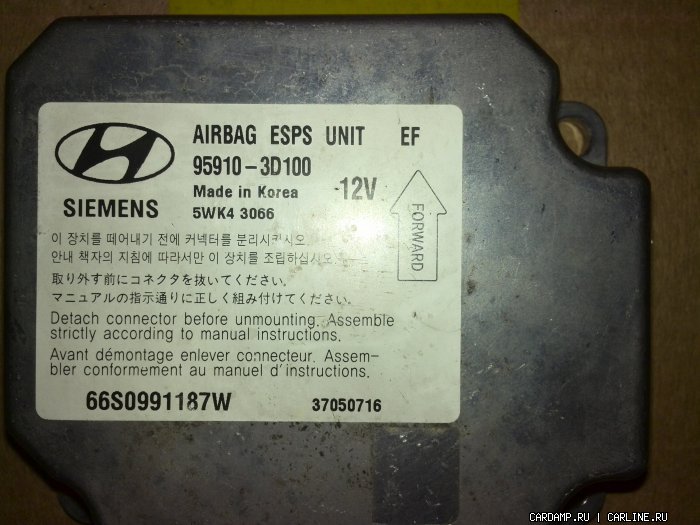 AIRBAG ESPS UNIT EF
95910-3D100
Made in Korea 12V
SIEMENS 5WK4 3066
FORWARD
이 장치를 떼어내기 전에 커넥터를 분리시키시오.
안내 책자의 지침에 따라서만 이 장치를 조립하십시오.
取り外す前にコネクタを抜いてください。
マニュアルの指示通りに正しく組み付けてください。
Detach connector before unmounting. Assemble
strictly according to manual instructions.
Avant démontage enlever connecteur. Assem-
bler conformement au manuel d'instructions.
66S0991187W 37050716
CARDAMP.RU | CARLINE.RU